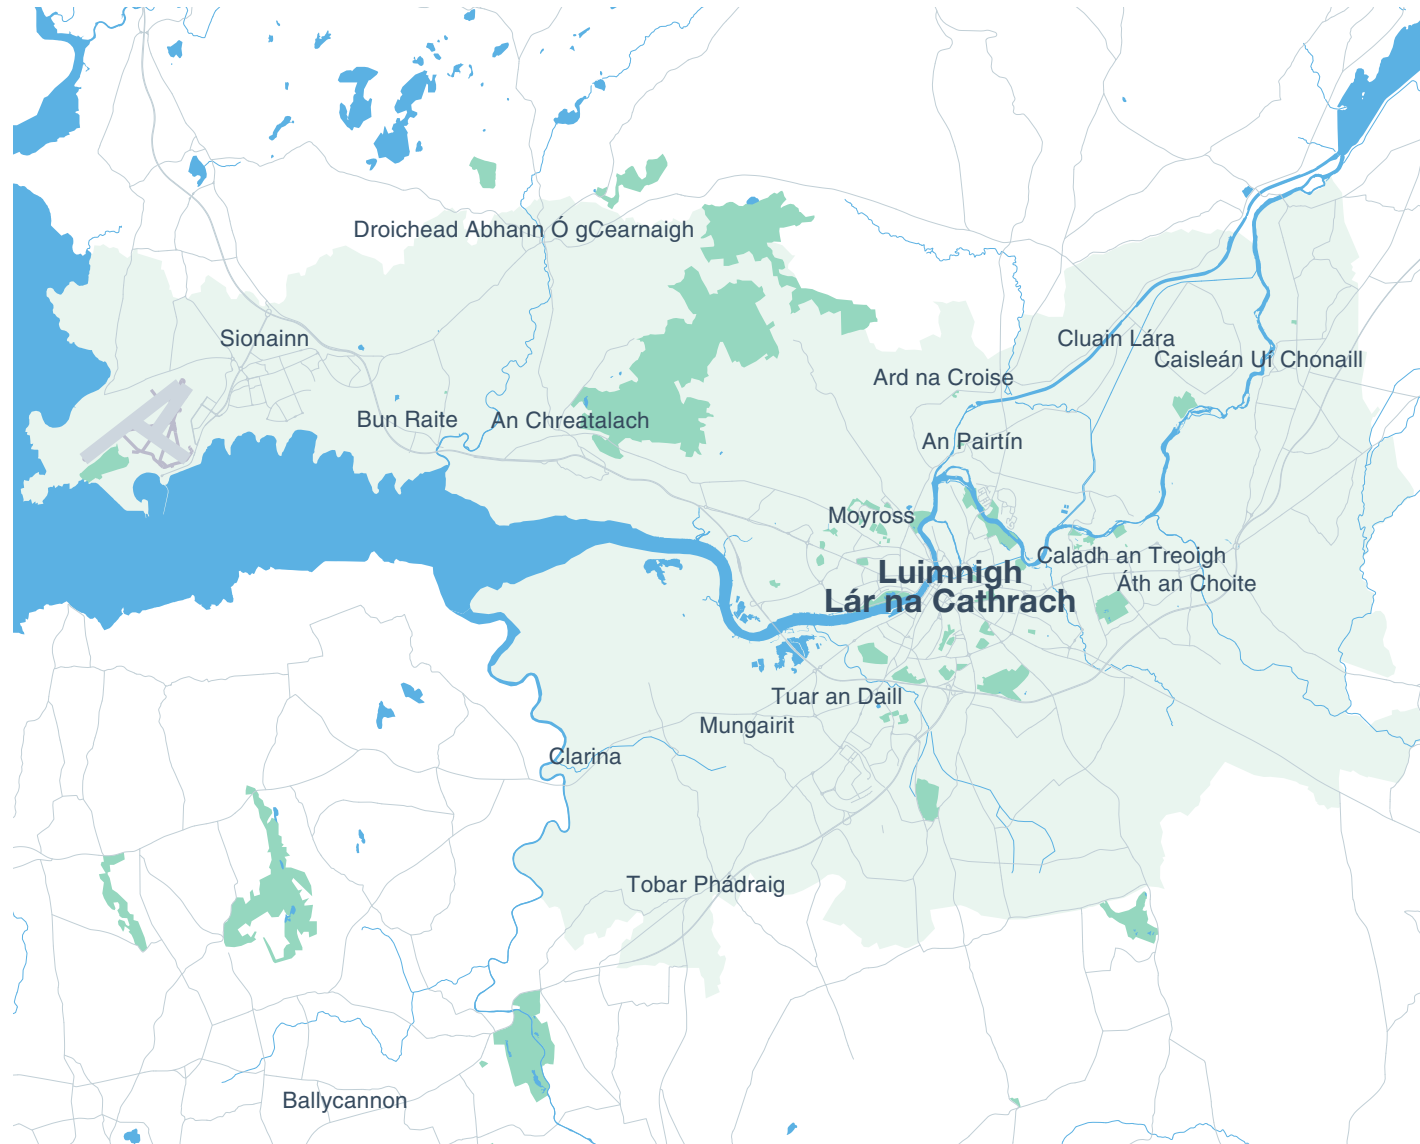 Droichead Abhann Ó gCearnaigh
Sionainn
Cluain Lára
Caisleán Uí Chonaill
Ard na Croise
Bun Raite
An Chreatalach
An Pairtín
Moyross
Caladh an Treoigh
Luimnigh
Lár na Cathrach
Áth an Choite
Tuar an Daill
Mungairit
Clarina
Tobar Phádraig
Ballycannon